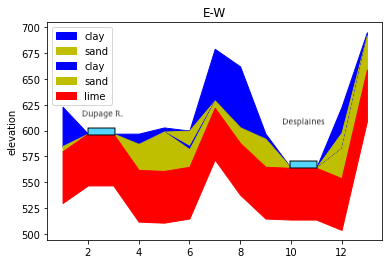 E-W
700
675
650
625
600
575
550
525
500
elevation
clay
sand
clay
sand
lime
Dupage R.
Desplaines
2
4
6
8
10
12